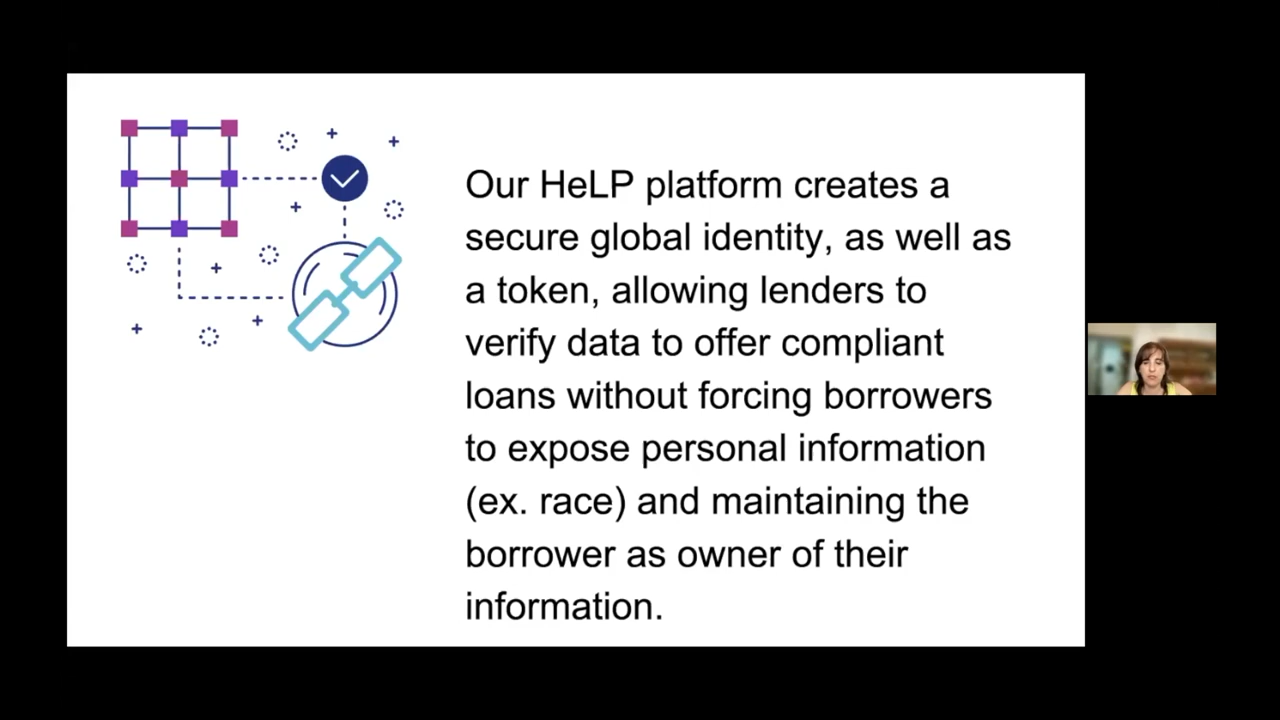 Our HeLP platform creates a
secure global identity, as well as
a token, allowing lenders to
verify data to offer compliant
loans without forcing borrowers
to expose personal information
(ex. race) and maintaining the
borrower as owner of their
information.